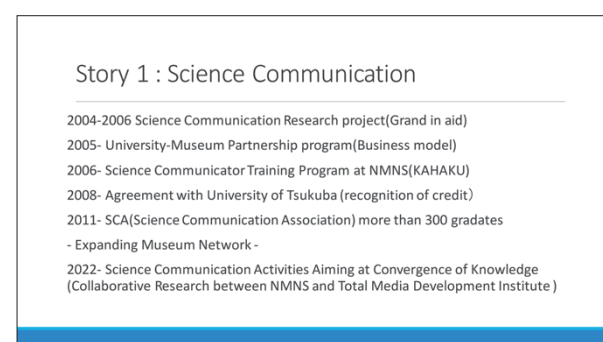 Story 1 : Science Communication
2004-2006 Science Communication Research project(Grand in aid)
2005- University-Museum Partnership program(Business model)
2006- Science Communicator Training Program at NMNS(KAHAKU)
2008- Agreement with University of Tsukuba (recognition of credit）
2011- SCA(Science Communication Association) more than 300 gradates
- Expanding Museum Network -
2022- Science Communication Activities Aiming at Convergence of Knowledge
(Collaborative Research between NMNS and Total Media Development Institute )